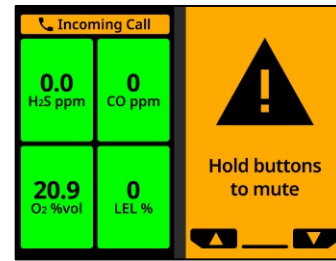 Incoming Call
0.0
H₂S ppm
0
CO ppm
20.9
O₂ %vol
0
LEL %
!
Hold buttons
to mute